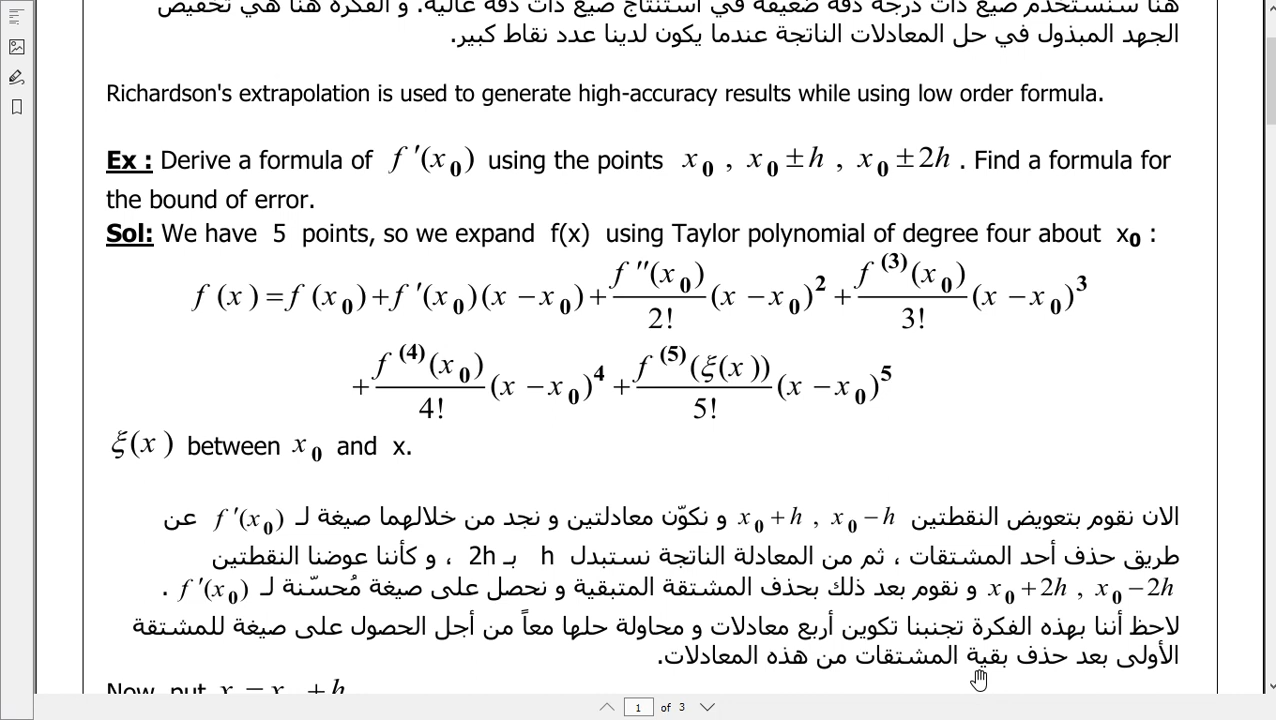 هنا سنستخدم صيغ ذات درجة دقة ضعيفة في استنتاج صيغ ذات دقة عالية. و الفكرة هنا هي تخفيض
الجهد المبذول في حل المعادلات الناتجة عندما يكون لدينا عدد نقاط كبير.
Richardson's extrapolation is used to generate high-accuracy results while using low order formula.
Ex : Derive a formula of f ′(x₀) using the points x₀ , x₀ ± h , x₀ ± 2h . Find a formula for
the bound of error.
Sol: We have 5 points, so we expand f(x) using Taylor polynomial of degree four about x₀ :
f (x) = f (x₀) + f ′(x₀)(x − x₀) + f ″(x₀)/2! (x − x₀)² + f ⁽³⁾(x₀)/3! (x − x₀)³
+ f ⁽⁴⁾(x₀)/4! (x − x₀)⁴ + f ⁽⁵⁾(ξ(x))/5! (x − x₀)⁵
ξ(x) between x₀ and x.
الان نقوم بتعويض النقطتين x₀ + h , x₀ − h و نكوّن معادلتين و نجد من خلالهما صيغة لـ f ′(x₀) عن
طريق حذف أحد المشتقات ، ثم من المعادلة الناتجة نستبدل h بـ 2h ، و كأننا عوضنا النقطتين
x₀ + 2h , x₀ − 2h و نقوم بعد ذلك بحذف المشتقة المتبقية و نحصل على صيغة مُحسّنة لـ f ′(x₀) .
لاحظ أننا بهذه الفكرة تجنبنا تكوين أربع معادلات و محاولة حلها معاً من أجل الحصول على صيغة للمشتقة
الأولى بعد حذف بقية المشتقات من هذه المعادلات.
Now put x = x₀ + h
1 of 3